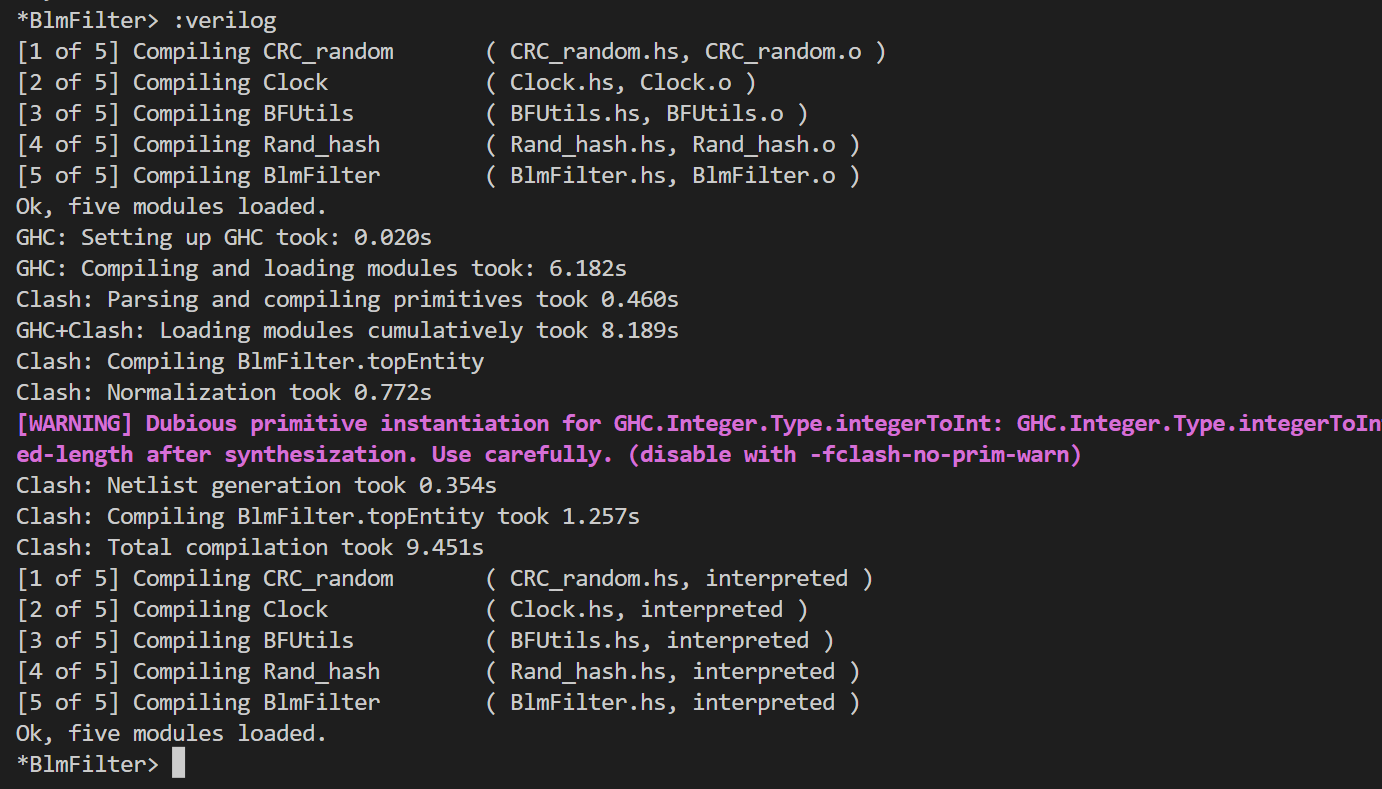 *BlmFilter> :verilog
[1 of 5] Compiling CRC_random       ( CRC_random.hs, CRC_random.o )
[2 of 5] Compiling Clock            ( Clock.hs, Clock.o )
[3 of 5] Compiling BFUtils          ( BFUtils.hs, BFUtils.o )
[4 of 5] Compiling Rand_hash        ( Rand_hash.hs, Rand_hash.o )
[5 of 5] Compiling BlmFilter        ( BlmFilter.hs, BlmFilter.o )
Ok, five modules loaded.
GHC: Setting up GHC took: 0.020s
GHC: Compiling and loading modules took: 6.182s
Clash: Parsing and compiling primitives took 0.460s
GHC+Clash: Loading modules cumulatively took 8.189s
Clash: Compiling BlmFilter.topEntity
Clash: Normalization took 0.772s
[WARNING] Dubious primitive instantiation for GHC.Integer.Type.integerToInt: GHC.Integer.Type.integerToIn
ed-length after synthesization. Use carefully. (disable with -fclash-no-prim-warn)
Clash: Netlist generation took 0.354s
Clash: Compiling BlmFilter.topEntity took 1.257s
Clash: Total compilation took 9.451s
[1 of 5] Compiling CRC_random       ( CRC_random.hs, interpreted )
[2 of 5] Compiling Clock            ( Clock.hs, interpreted )
[3 of 5] Compiling BFUtils          ( BFUtils.hs, interpreted )
[4 of 5] Compiling Rand_hash        ( Rand_hash.hs, interpreted )
[5 of 5] Compiling BlmFilter        ( BlmFilter.hs, interpreted )
Ok, five modules loaded.
*BlmFilter>